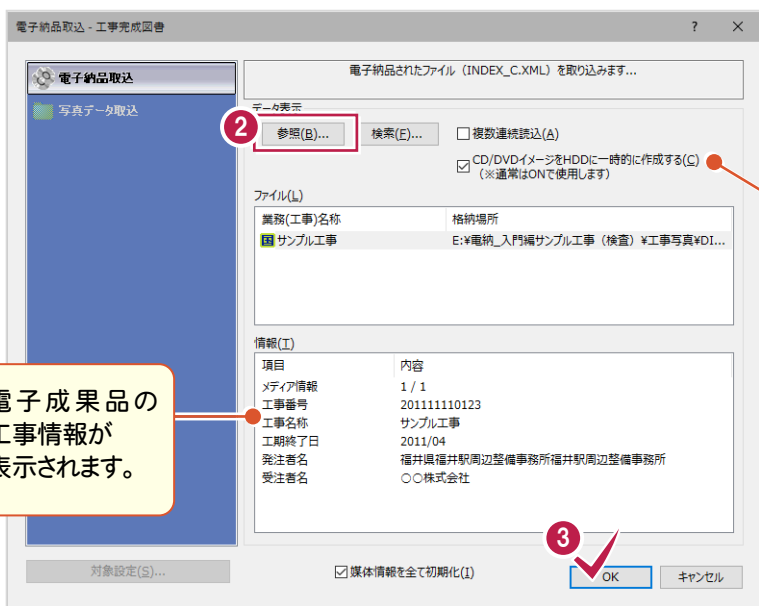 電子納品取込 - 工事完成図書
? ×
電子納品取込
写真データ取込
電子納品されたファイル（INDEX_C.XML）を取り込みます...
データ表示
2
参照(B)...
検索(F)...
複数連続読込(A)
CD/DVDイメージをHDDに一時的に作成する(C)
（※通常はONで使用します）
ファイル(L)
業務(工事)名称 格納場所
サンプル工事 E:¥電納_入門編サンプル工事（検査）¥工事写真¥DI...
情報(I)
項目 内容
メディア情報 1 / 1
工事番号 201111110123
工事名称 サンプル工事
工期終了日 2011/04
発注者名 福井県福井駅周辺整備事務所福井駅周辺整備事務所
受注者名 〇〇株式会社
電子成果品の
工事情報が
表示されます。
3
対象設定(S)...
媒体情報を全て初期化(I)
OK
キャンセル